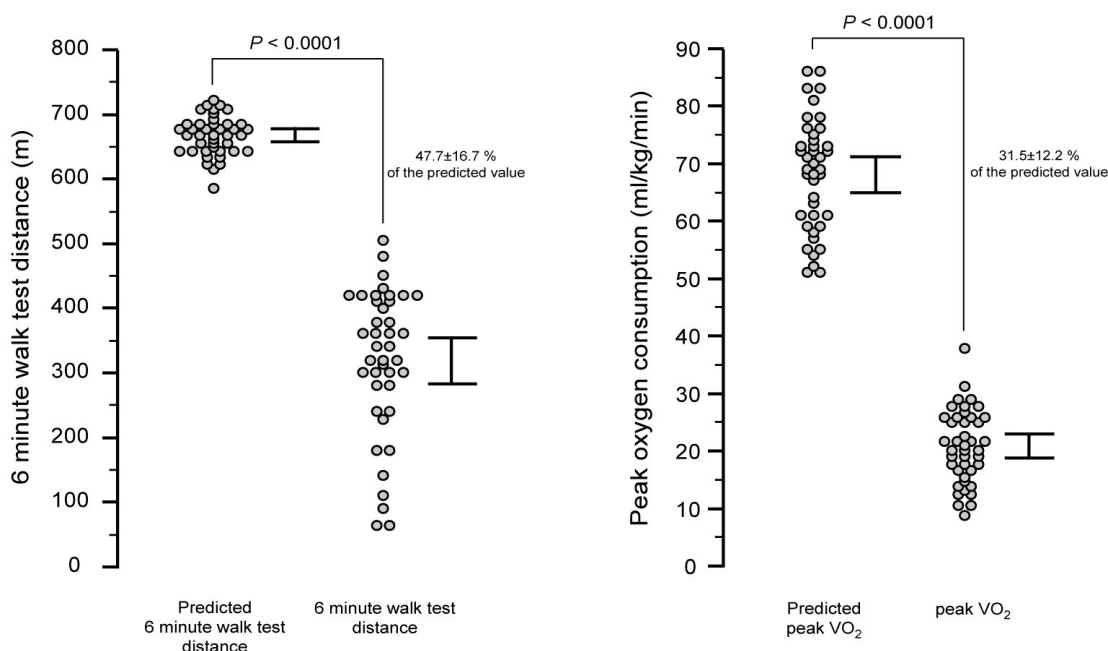 P < 0.0001
800
700
600
500
400
300
200
100
0
6 minute walk test distance (m)
47.7±16.7 %
of the predicted value
Predicted
6 minute walk test
distance
6 minute walk test
distance
P < 0.0001
90
80
70
60
50
40
30
20
10
0
Peak oxygen consumption (ml/kg/min)
31.5±12.2 %
of the predicted value
Predicted
peak VO₂
peak VO₂